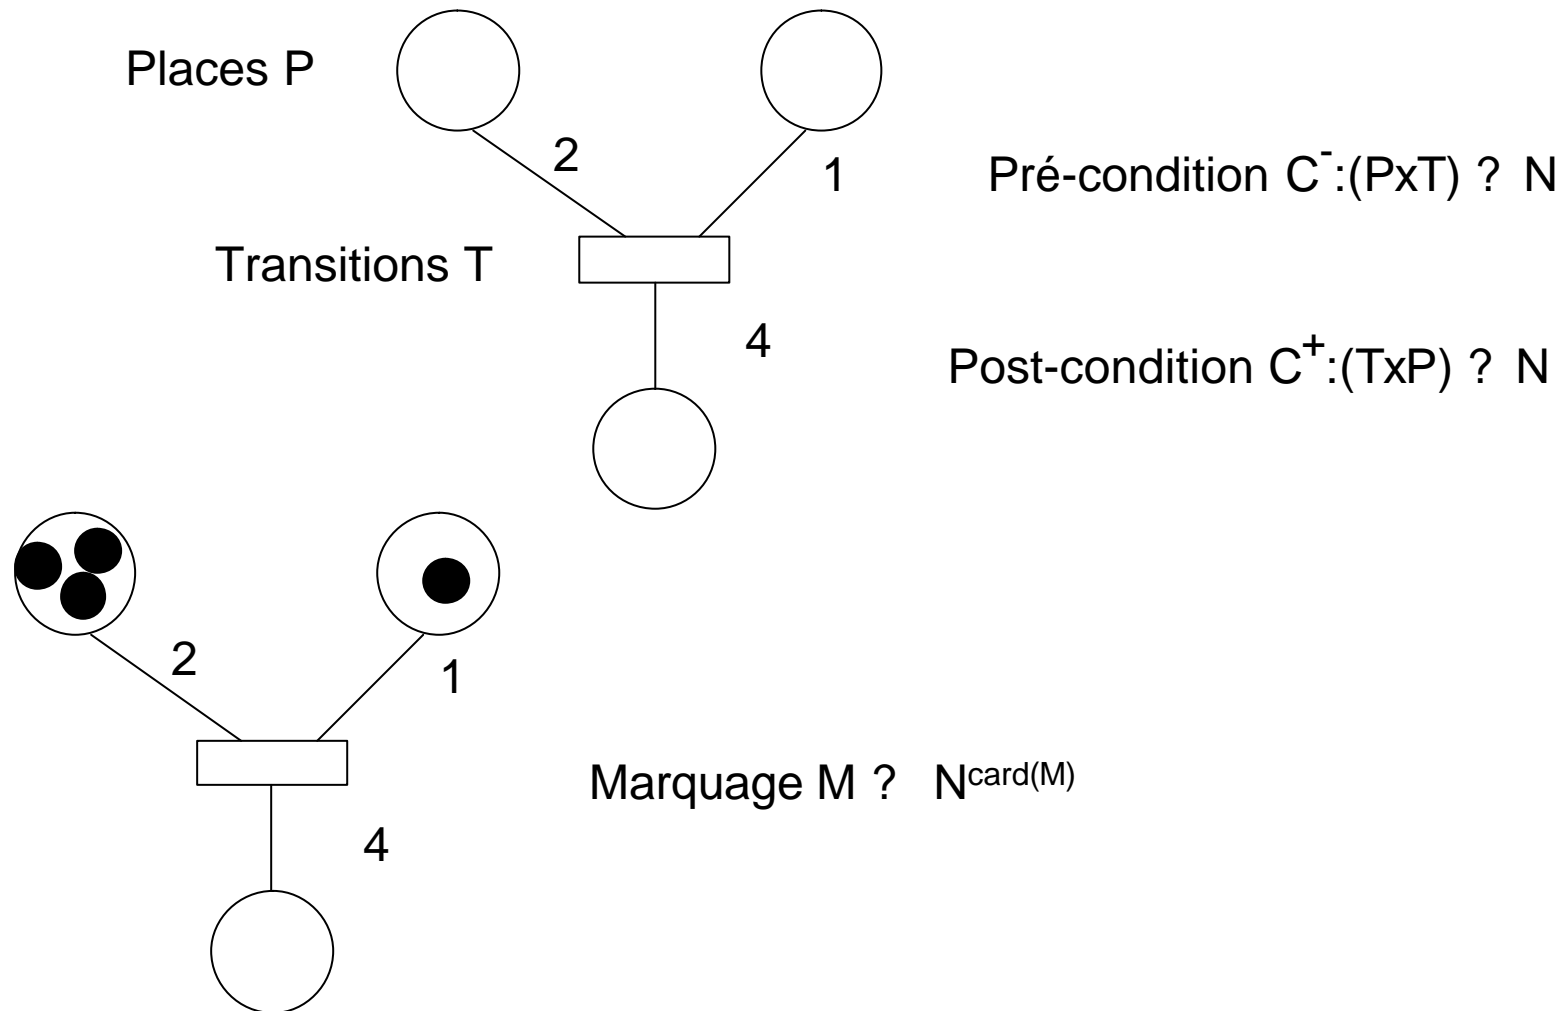 Places P
2
1
Pré-condition C⁻:(PxT) ? N
Transitions T
4
Post-condition C⁺:(TxP) ? N
2
1
Marquage M ? N^card(M)
4